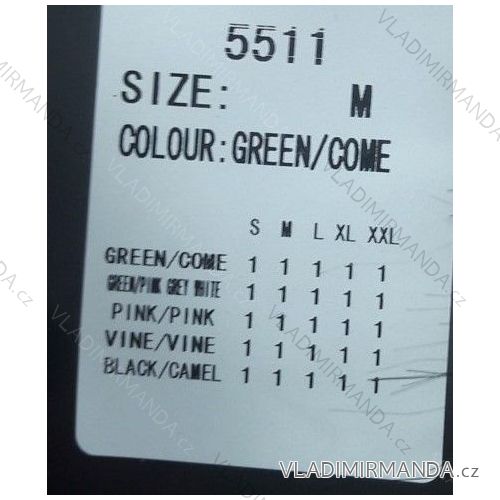 5511
SIZE: M
COLOUR:GREEN/COME
S M L XL XXL
GREEN/COME 1 1 1 1 1
GREEN/PINK GREY WHITE 1 1 1 1 1
PINK/PINK 1 1 1 1 1
VINE/VINE 1 1 1 1 1
BLACK/CAMEL 1 1 1 1 1
VLADIMIRMANDA.cz